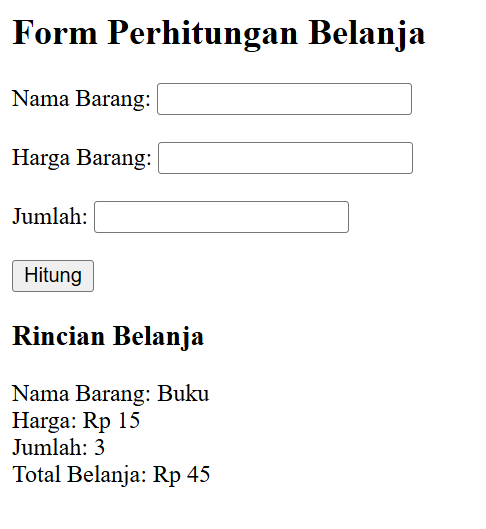 Form Perhitungan Belanja
Nama Barang:
Harga Barang:
Jumlah:
Hitung
Rincian Belanja
Nama Barang: Buku
Harga: Rp 15
Jumlah: 3
Total Belanja: Rp 45